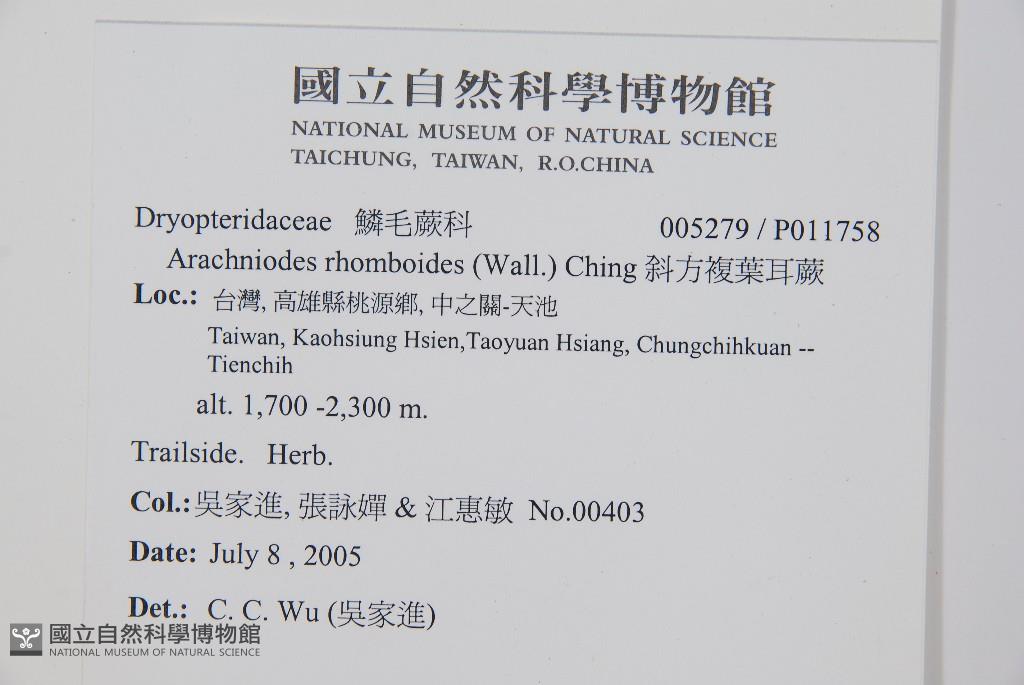 國立自然科學博物館
NATIONAL MUSEUM OF NATURAL SCIENCE
TAICHUNG, TAIWAN, R.O.CHINA
Dryopteridaceae 鱗毛蕨科 005279 / P011758
Arachniodes rhomboides (Wall.) Ching 斜方複葉耳蕨
Loc.: 台灣, 高雄縣桃源鄉, 中之關-天池
Taiwan, Kaohsiung Hsien,Taoyuan Hsiang, Chungchihkuan --
Tienchih
alt. 1,700 -2,300 m.
Trailside. Herb.
Col.:吳家進, 張詠嬋 & 江惠敏 No.00403
Date: July 8 , 2005
Det.: C. C. Wu (吳家進)
國立自然科學博物館
NATIONAL MUSEUM OF NATURAL SCIENCE